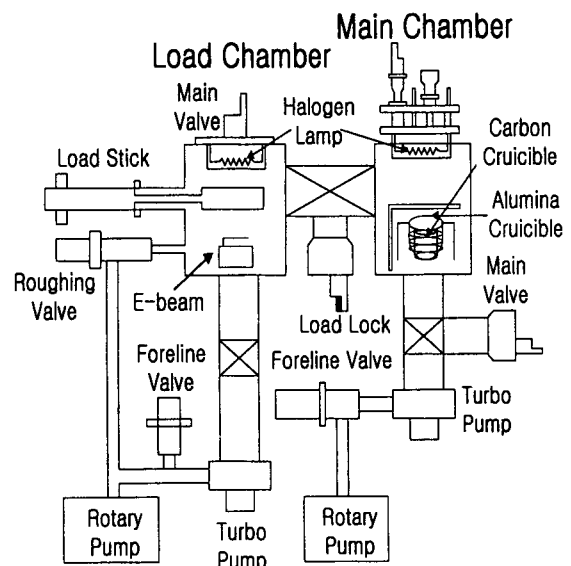 Main Chamber
Load Chamber
Main
Valve
Halogen
Lamp
Carbon
Cruicible
Load Stick
Alumina
Cruicible
Roughing
Valve
E-beam
Main
Valve
Load Lock
Foreline
Valve
Foreline Valve
Turbo
Pump
Rotary
Pump
Turbo
Pump
Rotary
Pump